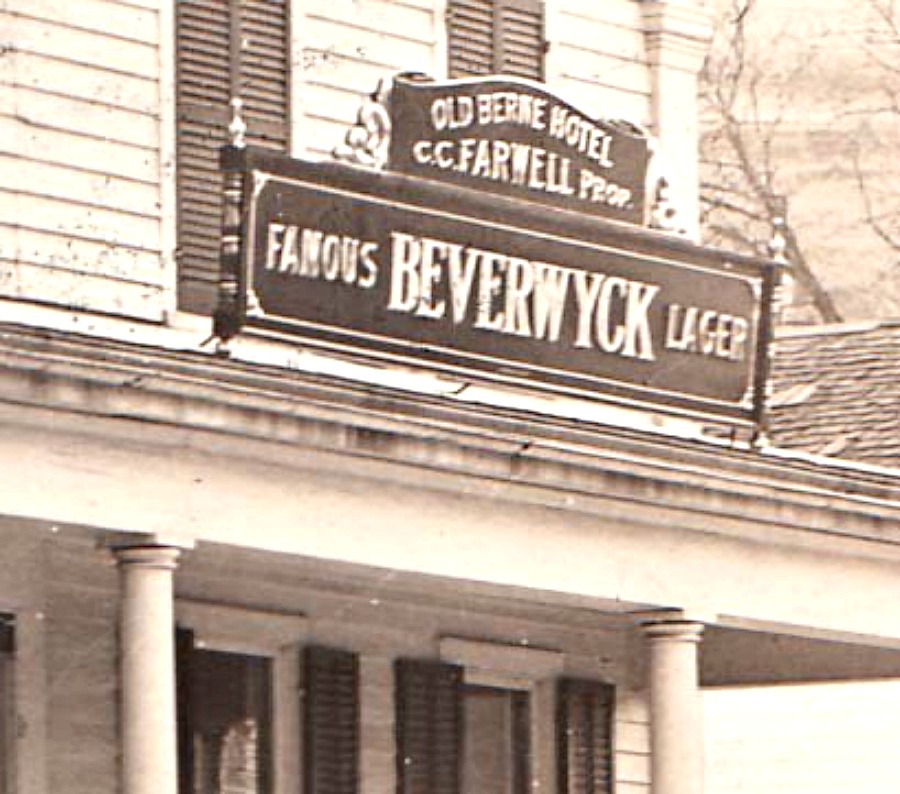 OLD BERNE HOTEL
C.C. FARWELL PROP.
FAMOUS BEVERWYCK LAGER